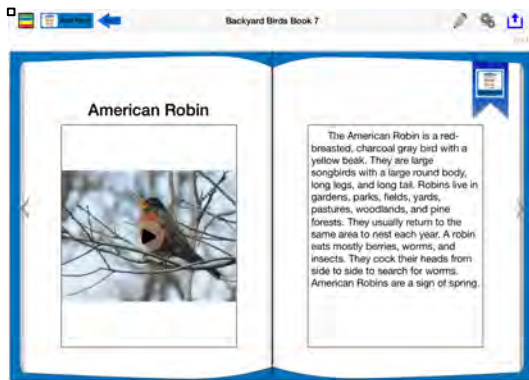 Backyard Birds Book 7
American Robin
The American Robin is a red-
breasted, charcoal gray bird with a
yellow beak. They are large
songbirds with a large round body,
long legs, and long tail. Robins live in
gardens, parks, fields, yards,
pastures, woodlands, and pine
forests. They usually return to the
same area to nest each year. A robin
eats mostly berries, worms, and
insects. They cock their heads from
side to side to search for worms.
American Robins are a sign of spring.